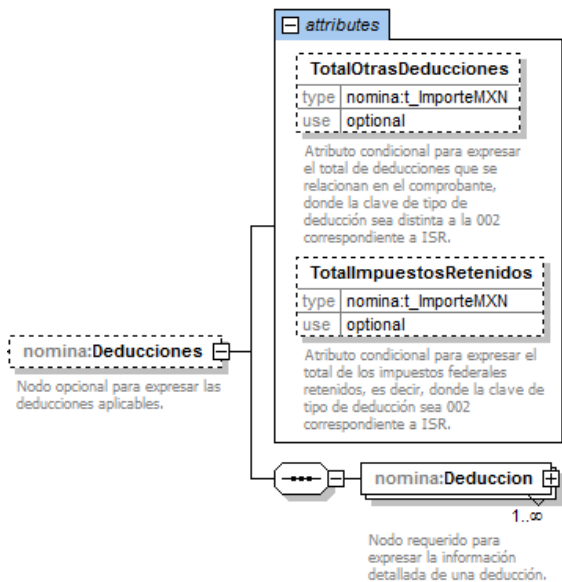 attributes
TotalOtrasDeducciones
type nomina:t_ImporteMXN
use optional
Atributo condicional para expresar
el total de deducciones que se
relacionan en el comprobante,
donde la clave de tipo de
deducción sea distinta a la 002
correspondiente a ISR.
TotalImpuestosRetenidos
type nomina:t_ImporteMXN
use optional
Atributo condicional para expresar el
total de los impuestos federales
retenidos, es decir, donde la clave de
tipo de deducción sea 002
correspondiente a ISR.
nomina:Deducciones
Nodo opcional para expresar las
deducciones aplicables.
nomina:Deduccion
1..∞
Nodo requerido para
expresar la información
detallada de una deducción.